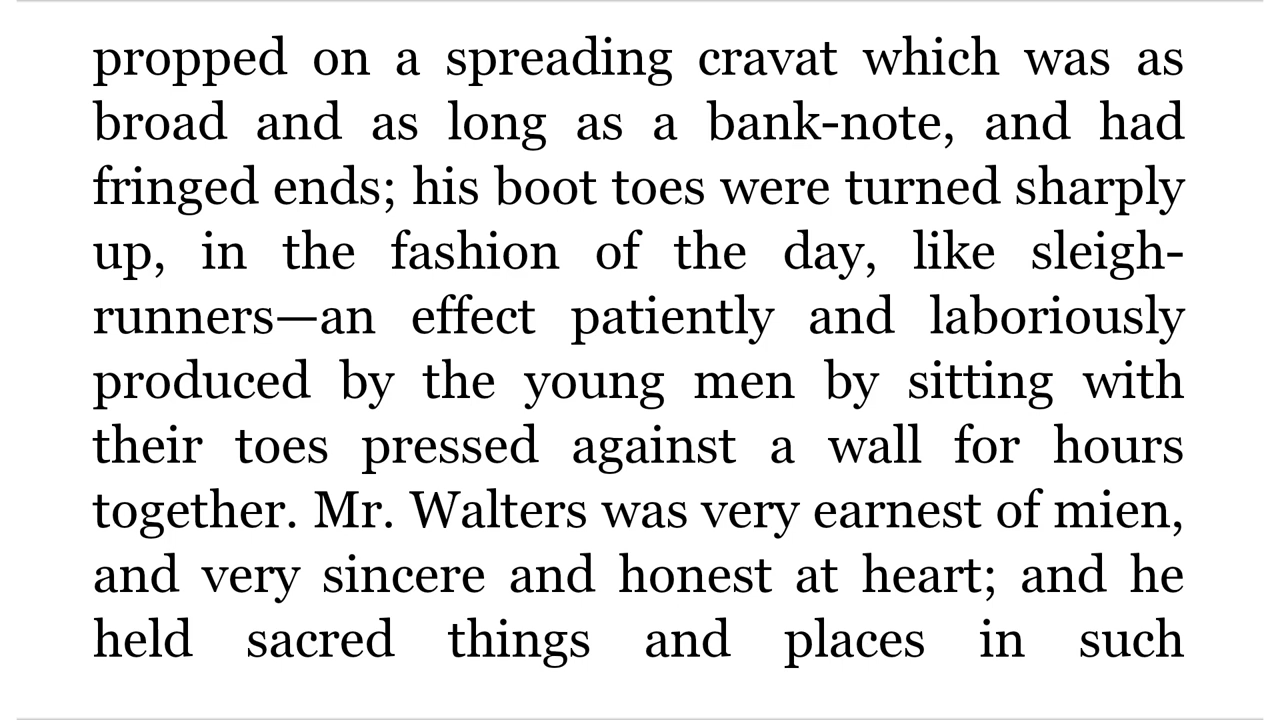 propped on a spreading cravat which was as
broad and as long as a bank-note, and had
fringed ends; his boot toes were turned sharply
up, in the fashion of the day, like sleigh-
runners—an effect patiently and laboriously
produced by the young men by sitting with
their toes pressed against a wall for hours
together. Mr. Walters was very earnest of mien,
and very sincere and honest at heart; and he
held sacred things and places in such